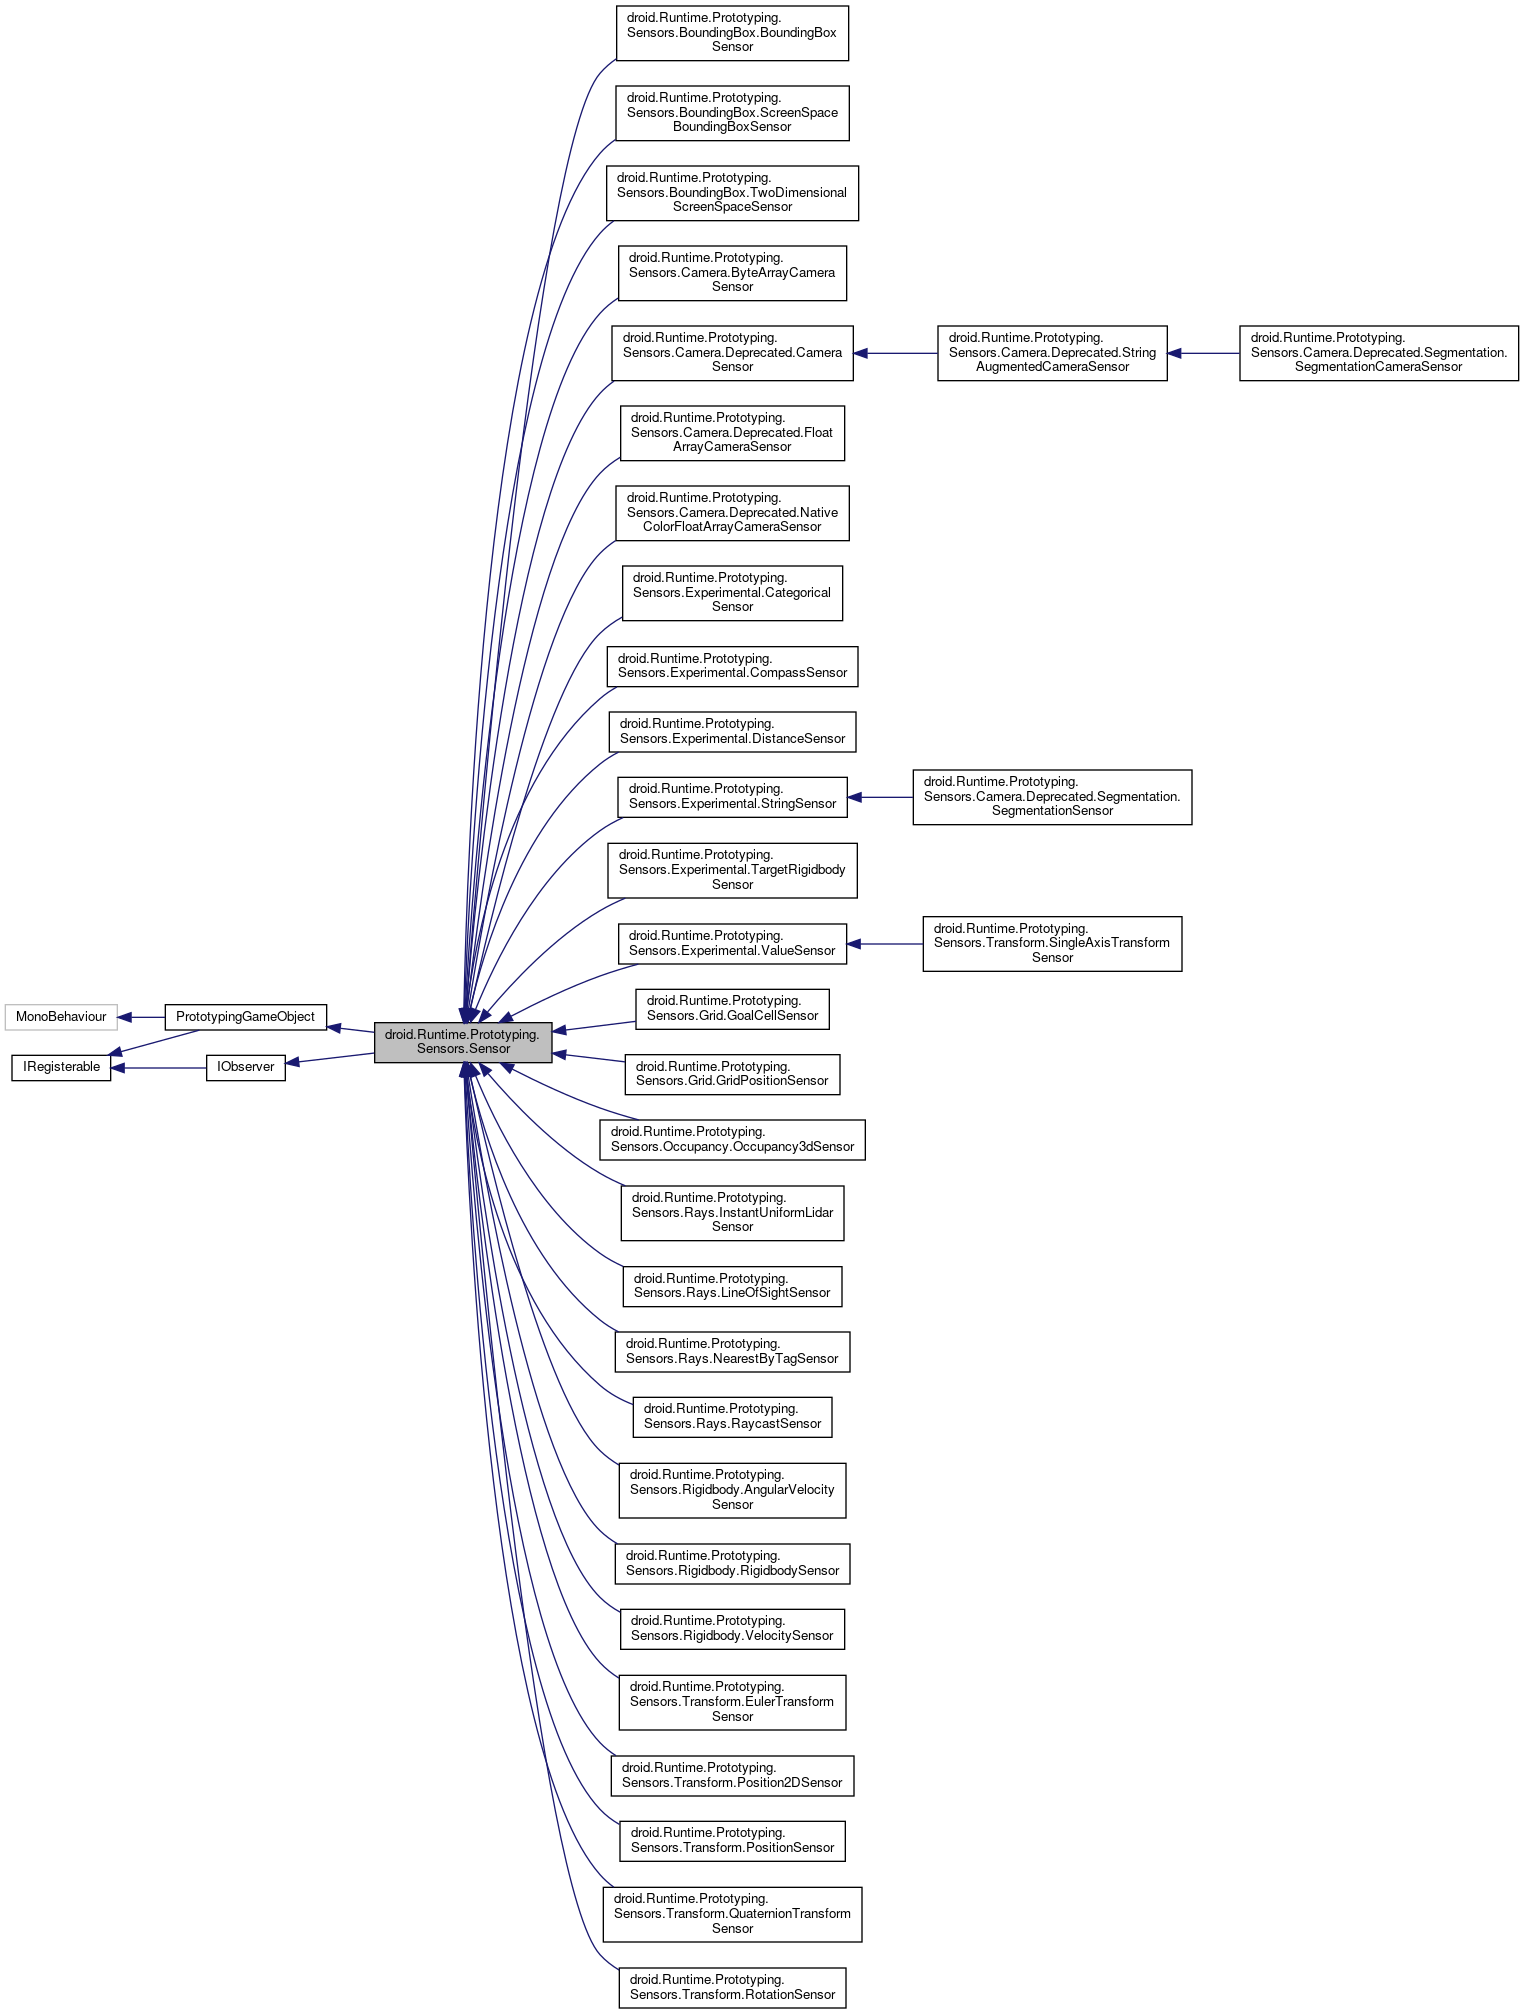 droid.Runtime.Prototyping.
Sensors.BoundingBox.BoundingBox
Sensor
droid.Runtime.Prototyping.
Sensors.BoundingBox.ScreenSpace
BoundingBoxSensor
droid.Runtime.Prototyping.
Sensors.BoundingBox.TwoDimensional
ScreenSpaceSensor
droid.Runtime.Prototyping.
Sensors.Camera.ByteArrayCamera
Sensor
droid.Runtime.Prototyping.
Sensors.Camera.Deprecated.Camera
Sensor
droid.Runtime.Prototyping.
Sensors.Camera.Deprecated.String
AugmentedCameraSensor
droid.Runtime.Prototyping.
Sensors.Camera.Deprecated.Segmentation.
SegmentationCameraSensor
droid.Runtime.Prototyping.
Sensors.Camera.Deprecated.Float
ArrayCameraSensor
droid.Runtime.Prototyping.
Sensors.Camera.Deprecated.Native
ColorFloatArrayCameraSensor
droid.Runtime.Prototyping.
Sensors.Experimental.Categorical
Sensor
droid.Runtime.Prototyping.
Sensors.Experimental.CompassSensor
droid.Runtime.Prototyping.
Sensors.Experimental.DistanceSensor
droid.Runtime.Prototyping.
Sensors.Experimental.StringSensor
droid.Runtime.Prototyping.
Sensors.Camera.Deprecated.Segmentation.
SegmentationSensor
droid.Runtime.Prototyping.
Sensors.Experimental.TargetRigidbody
Sensor
droid.Runtime.Prototyping.
Sensors.Experimental.ValueSensor
droid.Runtime.Prototyping.
Sensors.Transform.SingleAxisTransform
Sensor
MonoBehaviour
PrototypingGameObject
IRegisterable
IObserver
droid.Runtime.Prototyping.
Sensors.Sensor
droid.Runtime.Prototyping.
Sensors.Grid.GoalCellSensor
droid.Runtime.Prototyping.
Sensors.Grid.GridPositionSensor
droid.Runtime.Prototyping.
Sensors.Occupancy.Occupancy3dSensor
droid.Runtime.Prototyping.
Sensors.Rays.InstantUniformLidar
Sensor
droid.Runtime.Prototyping.
Sensors.Rays.LineOfSightSensor
droid.Runtime.Prototyping.
Sensors.Rays.NearestByTagSensor
droid.Runtime.Prototyping.
Sensors.Rays.RaycastSensor
droid.Runtime.Prototyping.
Sensors.Rigidbody.AngularVelocity
Sensor
droid.Runtime.Prototyping.
Sensors.Rigidbody.RigidbodySensor
droid.Runtime.Prototyping.
Sensors.Rigidbody.VelocitySensor
droid.Runtime.Prototyping.
Sensors.Transform.EulerTransform
Sensor
droid.Runtime.Prototyping.
Sensors.Transform.Position2DSensor
droid.Runtime.Prototyping.
Sensors.Transform.PositionSensor
droid.Runtime.Prototyping.
Sensors.Transform.QuaternionTransform
Sensor
droid.Runtime.Prototyping.
Sensors.Transform.RotationSensor